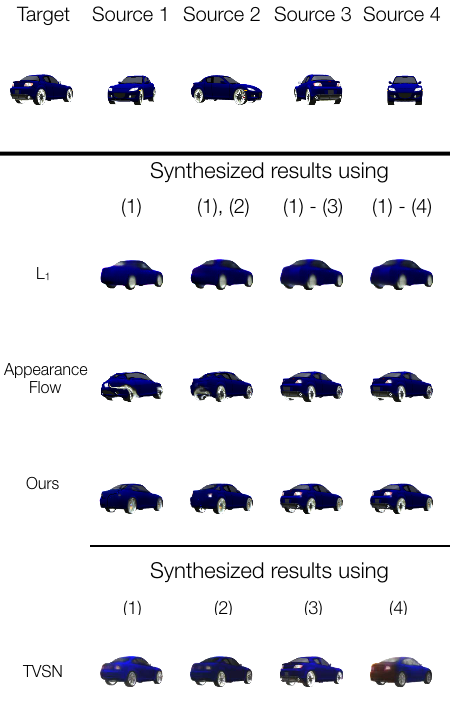 Target Source 1 Source 2 Source 3 Source 4
Synthesized results using
(1) (1), (2) (1) - (3) (1) - (4)
L₁
Appearance
Flow
Ours
Synthesized results using
(1) (2) (3) (4)
TVSN